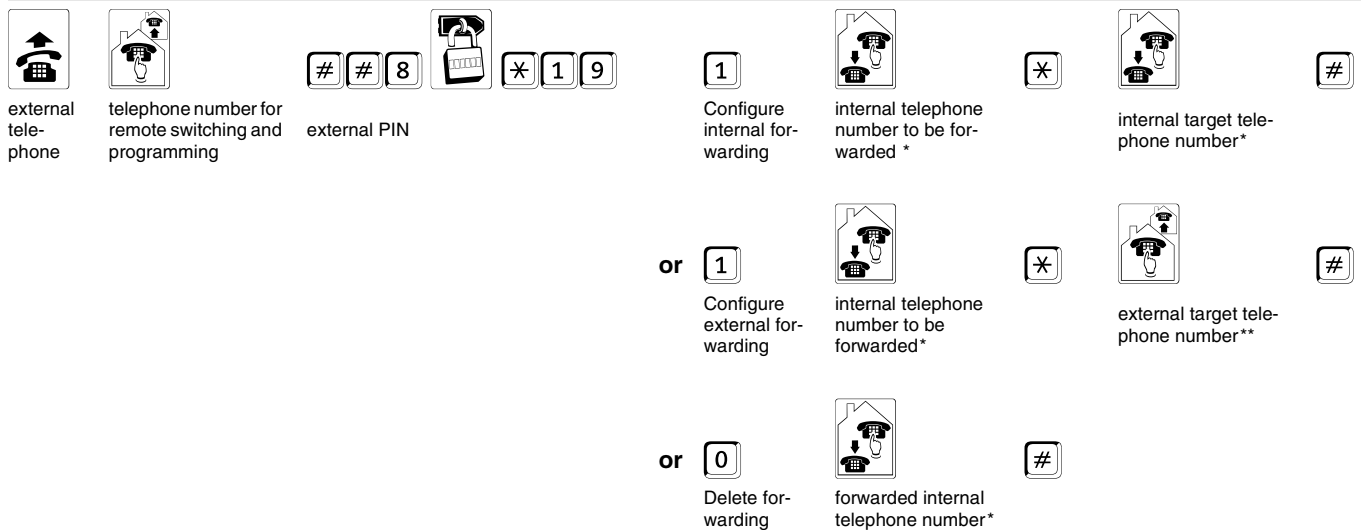 # # 8 * 1 9
1
*
#
external
tele-
phone
telephone number for
remote switching and
programming
external PIN
Configure
internal for-
warding
internal telephone
number to be for-
warded *
internal target tele-
phone number*
or 1
*
#
Configure
external for-
warding
internal telephone
number to be
forwarded*
external target tele-
phone number**
or 0
#
Delete for-
warding
forwarded internal
telephone number*